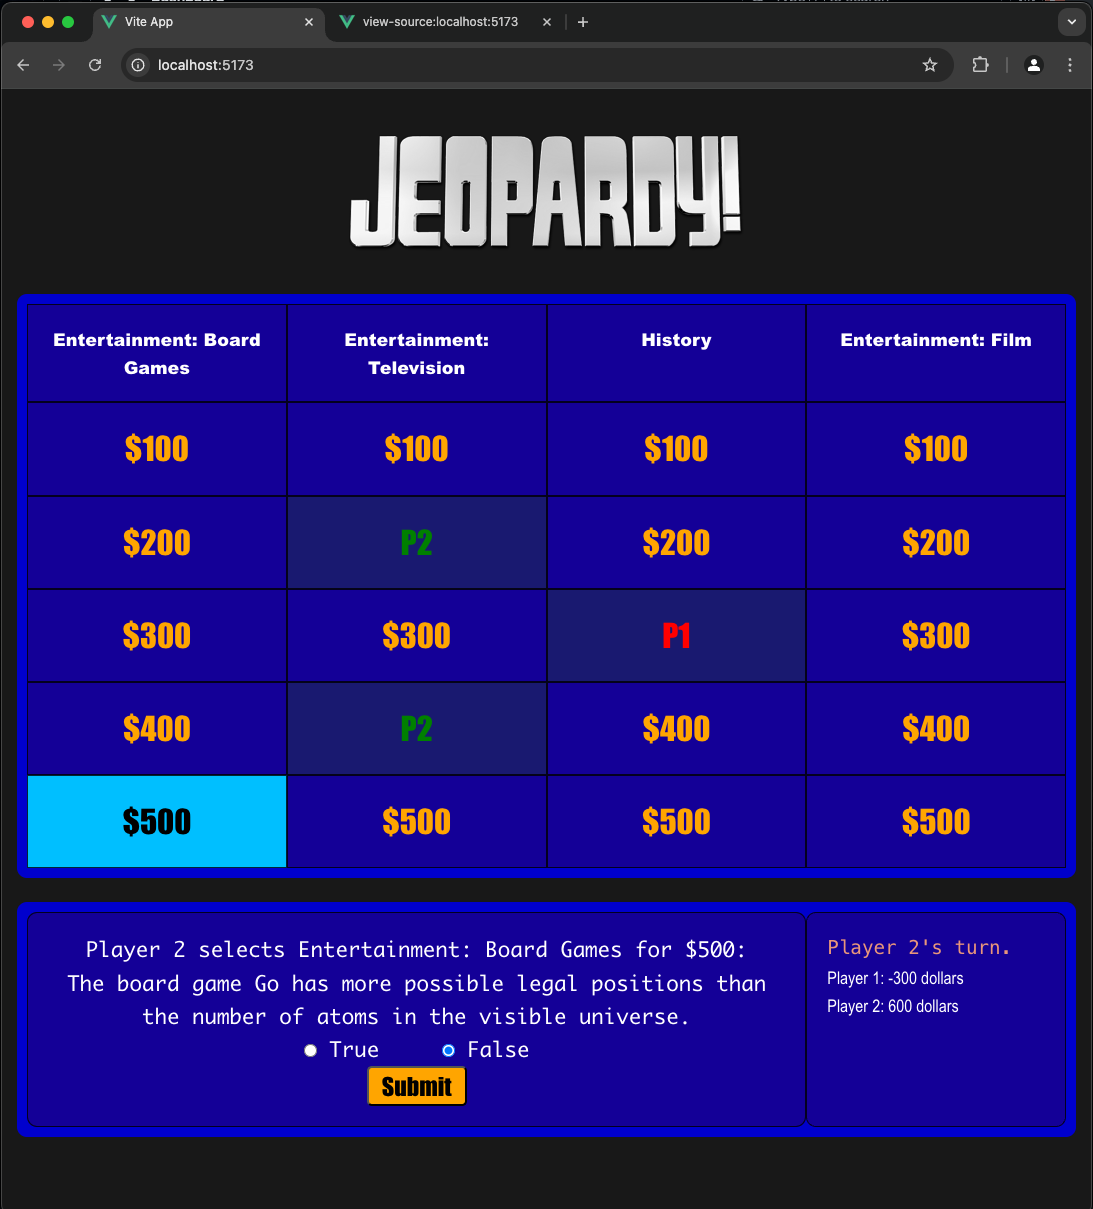 Vite App
view-source:localhost:5173
localhost:5173
JEOPARDY!
Entertainment: Board
Games
Entertainment:
Television
History
Entertainment: Film
$100
$100
$100
$100
$200
P2
$200
$200
$300
$300
P1
$300
$400
P2
$400
$400
$500
$500
$500
$500
Player 2 selects Entertainment: Board Games for $500:
The board game Go has more possible legal positions than
the number of atoms in the visible universe.
True
False
Submit
Player 2's turn.
Player 1: -300 dollars
Player 2: 600 dollars